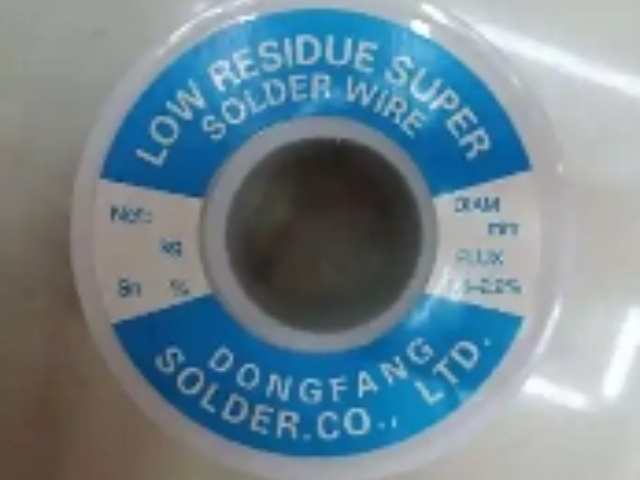 LOW RESIDUE SUPER
SOLDER WIRE
Net:
kg
Sn %
DIAM
mm
FLUX
DONGFANG
SOLDER.CO., LTD.